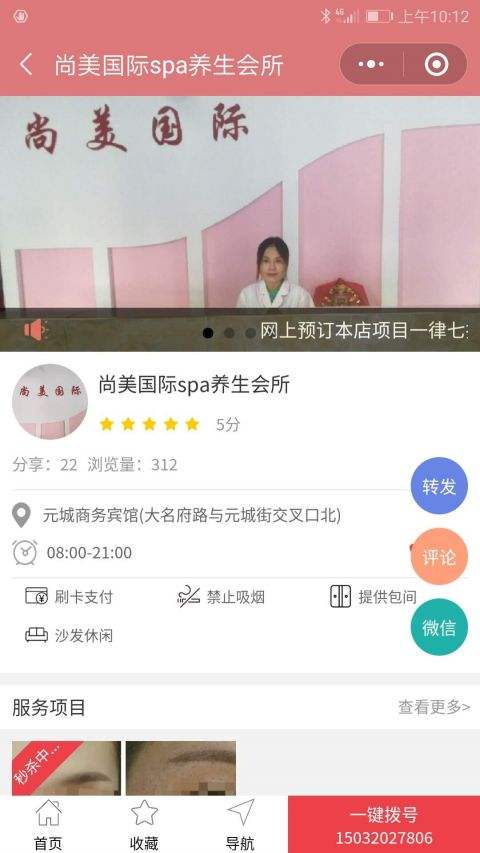 4G
上午10:12
尚美国际spa养生会所
尚美国际
网上预订本店项目一律七
尚美国际
尚美国际spa养生会所
5分
分享：22 浏览量：312
转发
元城商务宾馆(大名府路与元城街交叉口北)
08:00-21:00
评论
刷卡支付
禁止吸烟
提供包间
微信
沙发休闲
服务项目
查看更多>
秒杀中...
首页
收藏
导航
一键拨号
15032027806